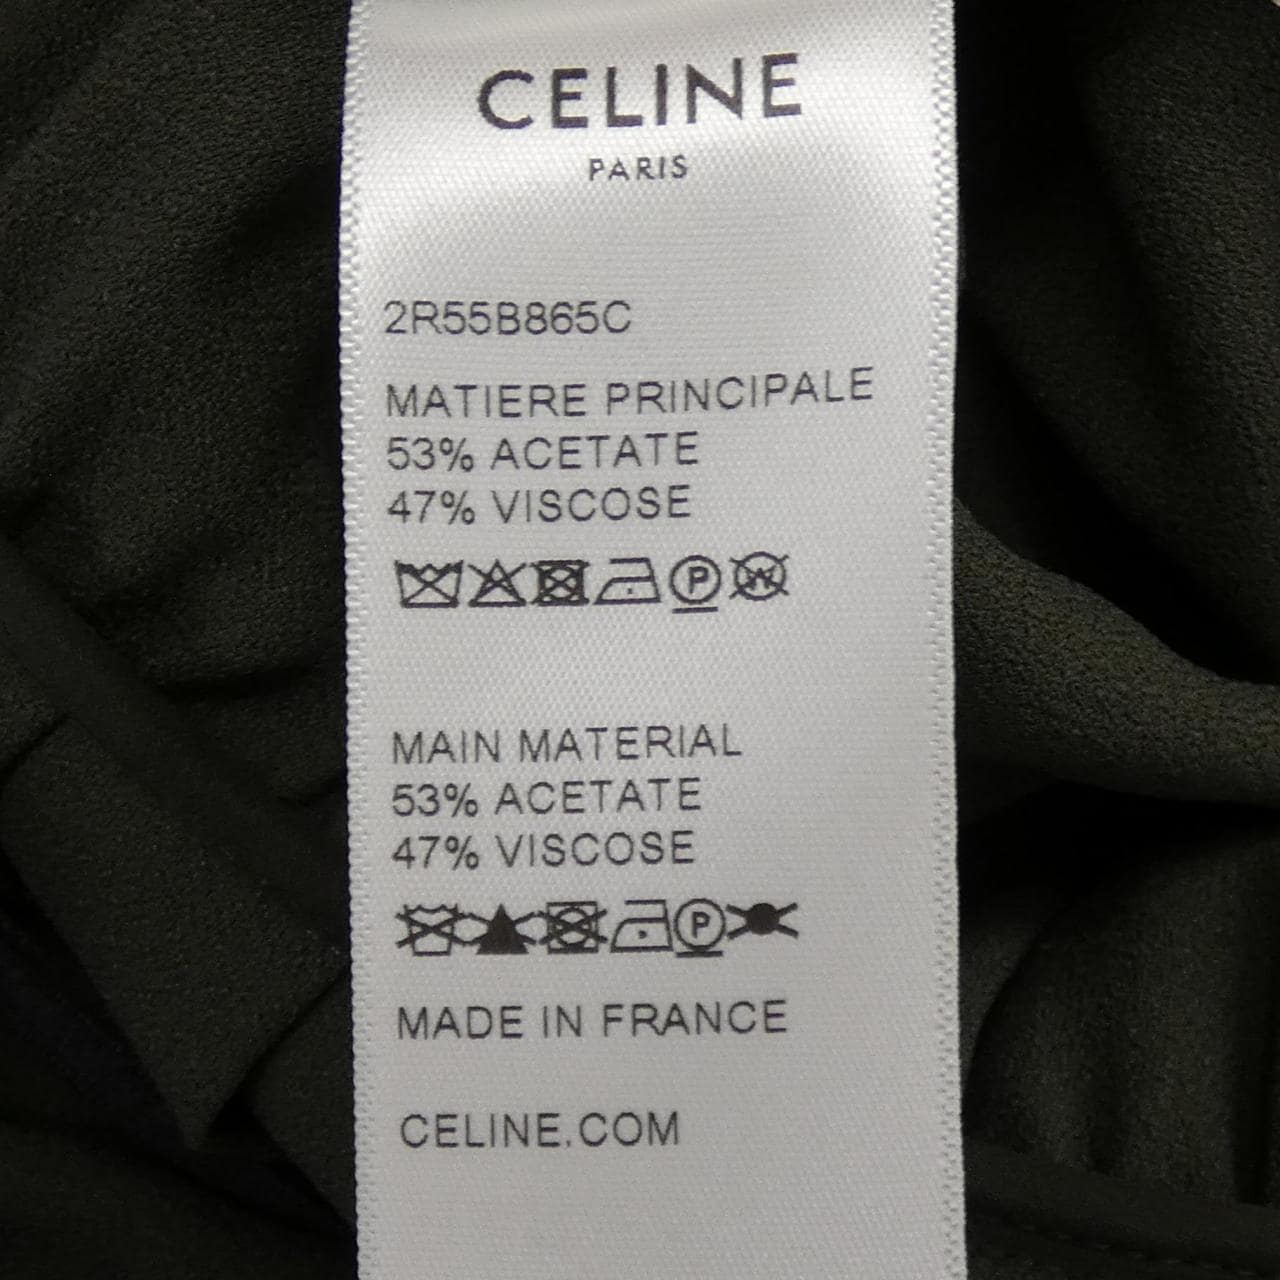 CELINE
PARIS
2R55B865C
MATIERE PRINCIPALE
53% ACETATE
47% VISCOSE
P W
MAIN MATERIAL
53% ACETATE
47% VISCOSE
P
MADE IN FRANCE
CELINE.COM